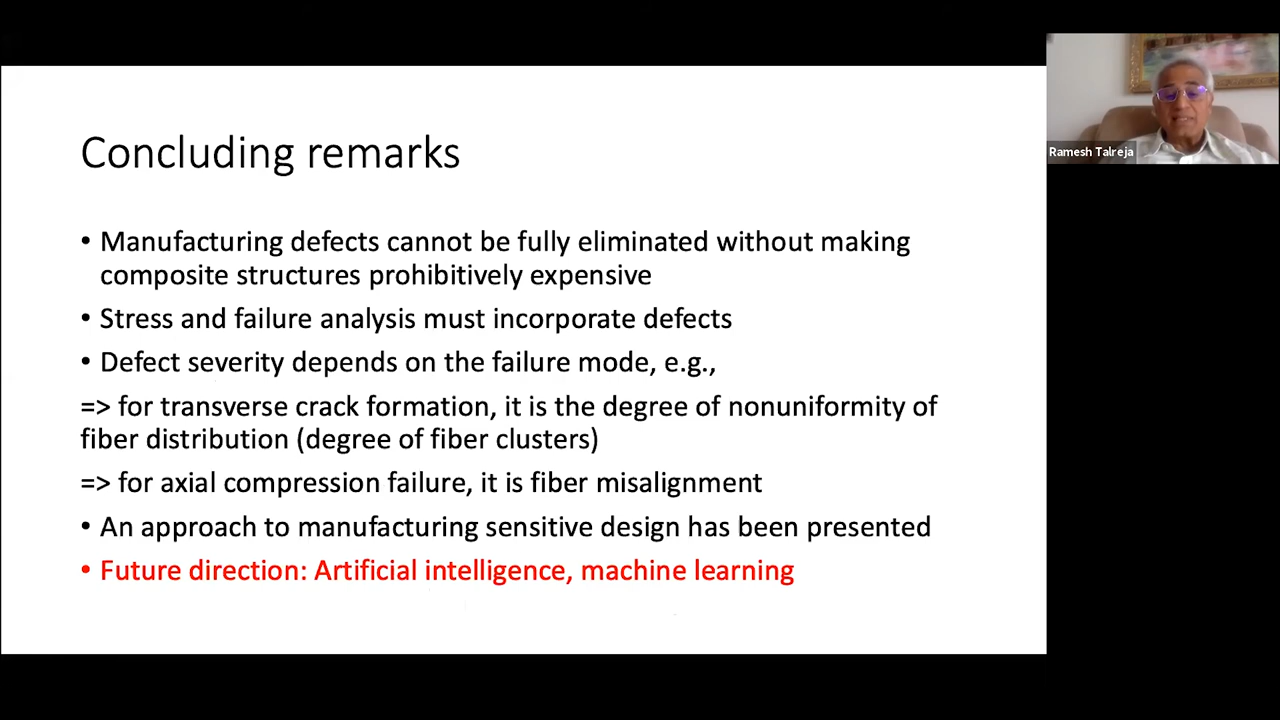 Concluding remarks
• Manufacturing defects cannot be fully eliminated without making
composite structures prohibitively expensive
• Stress and failure analysis must incorporate defects
• Defect severity depends on the failure mode, e.g.,
=> for transverse crack formation, it is the degree of nonuniformity of
fiber distribution (degree of fiber clusters)
=> for axial compression failure, it is fiber misalignment
• An approach to manufacturing sensitive design has been presented
• Future direction: Artificial intelligence, machine learning
Ramesh Talreja